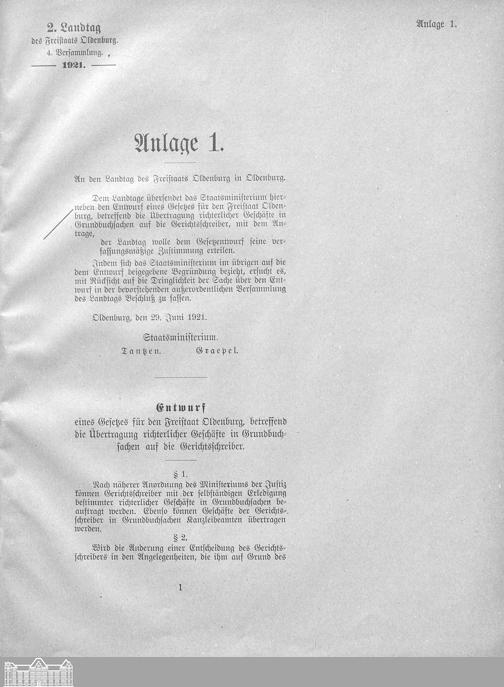 2. Landtag
des Freistaats Oldenburg.
4. Versammlung.
1921.
Anlage 1.
Anlage 1.
An den Landtag des Freistaats Oldenburg in Oldenburg.
Dem Landtage übersendet das Staatsministerium hier-
neben den Entwurf eines Gesetzes für den Freistaat Olden-
burg, betreffend die Übertragung richterlicher Geschäfte in
Grundbuchsachen auf die Gerichtsschreiber, mit dem An-
trage,
der Landtag wolle dem Gesetzentwurf seine ver-
fassungsmäßige Zustimmung erteilen.
Indem sich das Staatsministerium im übrigen auf die
dem Entwurf beigegebene Begründung bezieht, ersucht es,
mit Rücksicht auf die Dringlichkeit der Sache über den Ent-
wurf in der bevorstehenden außerordentlichen Versammlung
des Landtags Beschluß zu fassen.
Oldenburg, den 29. Juni 1921.
Staatsministerium.
Tantzen. Graepel.
Entwurf
eines Gesetzes für den Freistaat Oldenburg, betreffend
die Übertragung richterlicher Geschäfte in Grundbuch-
sachen auf die Gerichtsschreiber.
§ 1.
Nach näherer Anordnung des Ministeriums der Justiz
können Gerichtsschreiber mit der selbständigen Erledigung
bestimmter richterlicher Geschäfte in Grundbuchsachen be-
auftragt werden. Ebenso können Geschäfte der Gerichts-
schreiber in Grundbuchsachen Kanzleibeamten übertragen
werden.
§ 2.
Wird die Änderung einer Entscheidung des Gerichts-
schreibers in den Angelegenheiten, die ihm auf Grund des
1